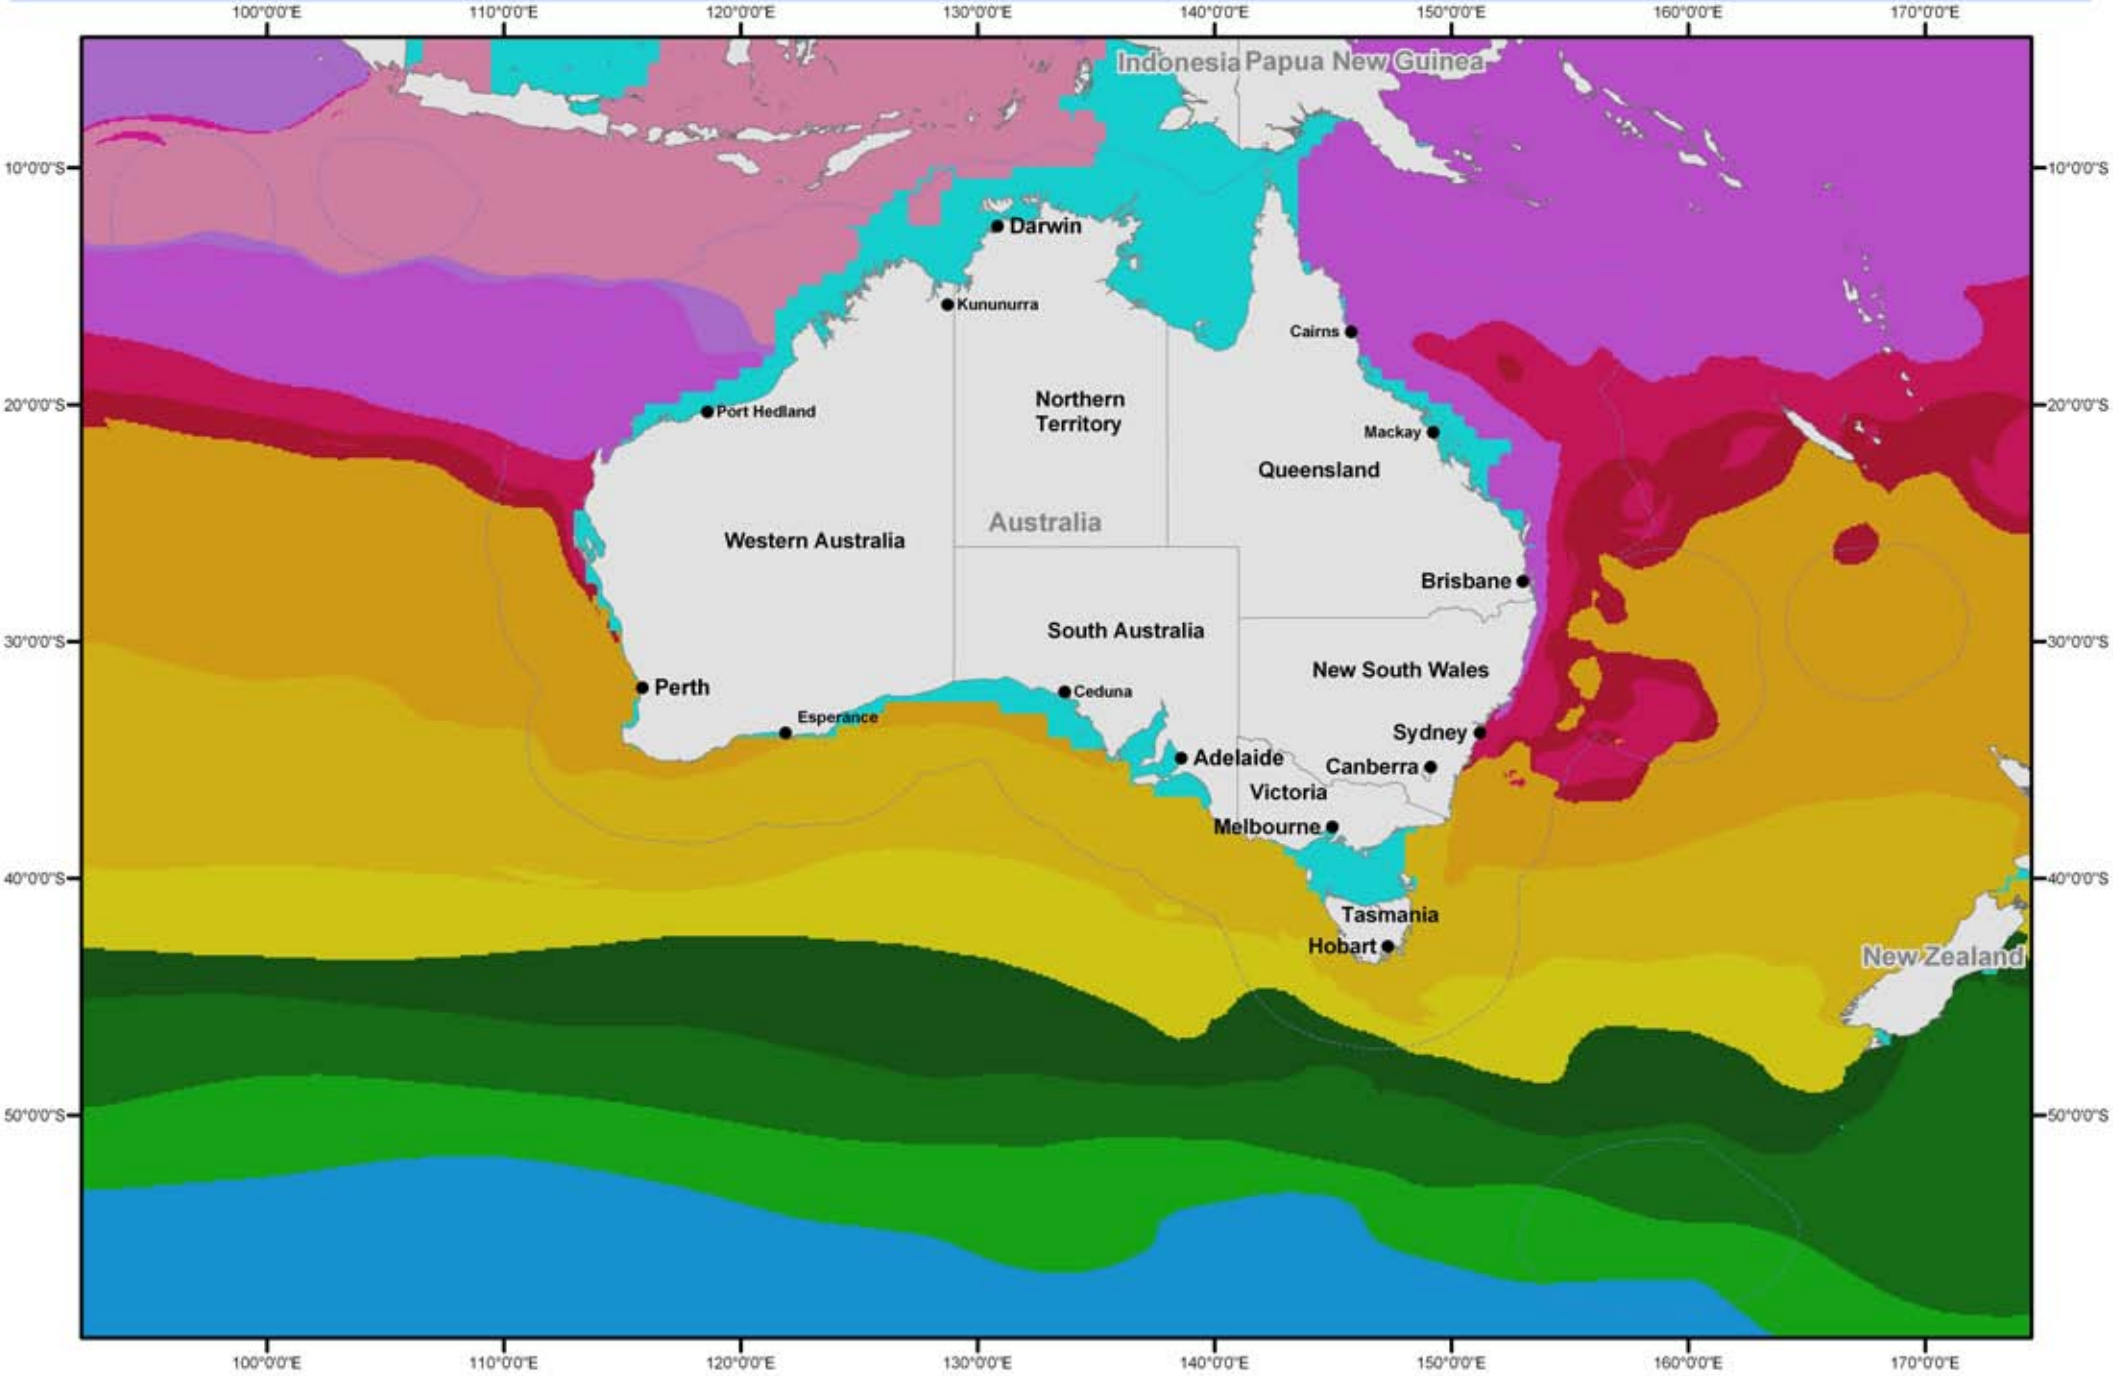 100°0'0"E 110°0'0"E 120°0'0"E 130°0'0"E 140°0'0"E 150°0'0"E 160°0'0"E 170°0'0"E
Indonesia Papua New Guinea
10°0'0"S 10°0'0"S
Darwin
Kununurra
Cairns
Northern
Territory
20°0'0"S 20°0'0"S
Port Hedland
Mackay
Queensland
Australia
Western Australia
Brisbane
South Australia
30°0'0"S 30°0'0"S
New South Wales
Perth
Ceduna
Esperance
Sydney
Adelaide
Canberra
Victoria
Melbourne
40°0'0"S 40°0'0"S
Tasmania
Hobart
New Zealand
50°0'0"S 50°0'0"S
100°0'0"E 110°0'0"E 120°0'0"E 130°0'0"E 140°0'0"E 150°0'0"E 160°0'0"E 170°0'0"E